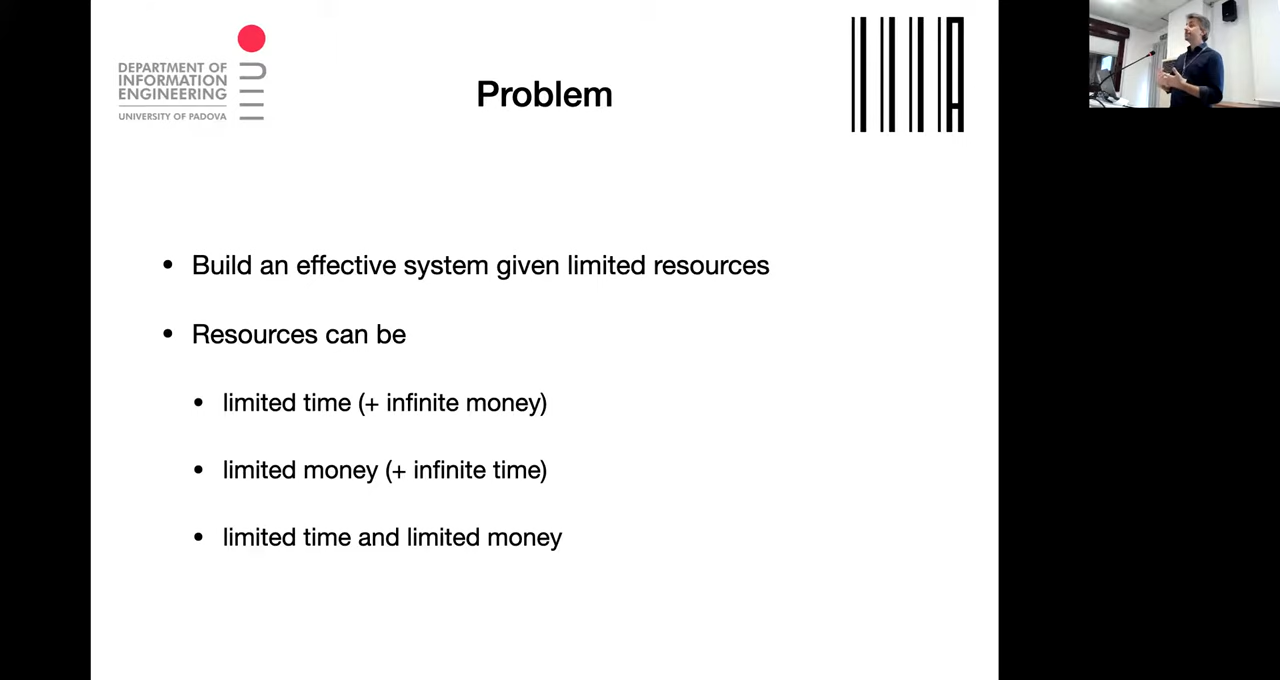 DEPARTMENT OF
INFORMATION
ENGINEERING
UNIVERSITY OF PADOVA
Problem
• Build an effective system given limited resources
• Resources can be
• limited time (+ infinite money)
• limited money (+ infinite time)
• limited time and limited money